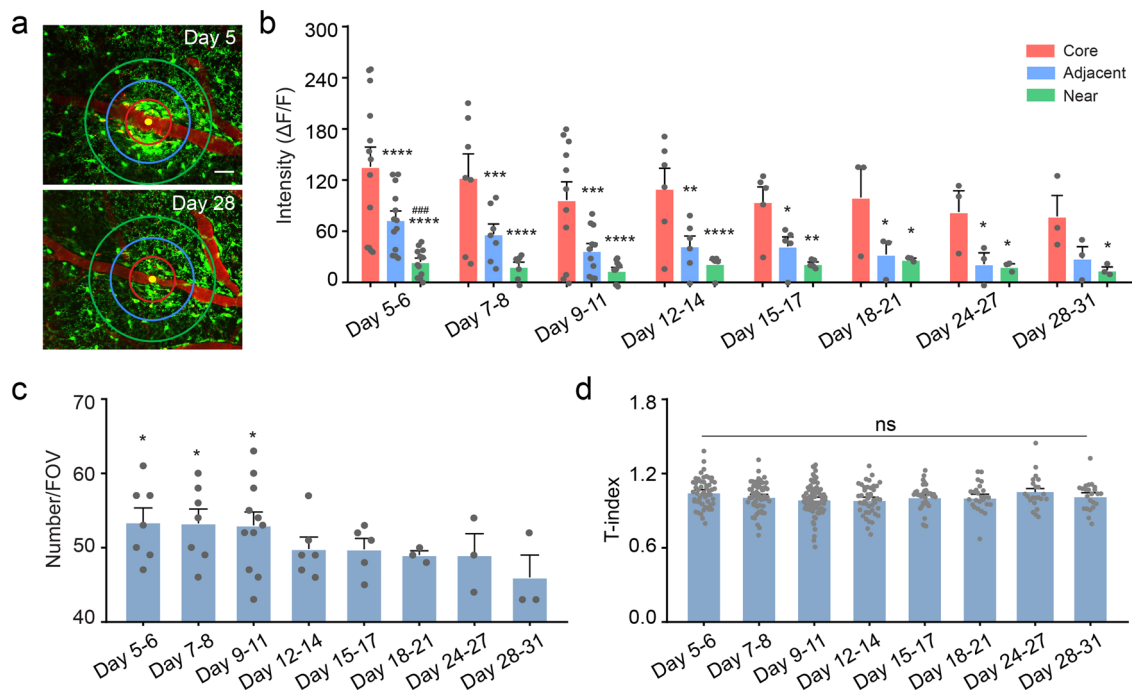 a
Day 5
Day 28
b
Intensity (ΔF/F)
300
240
180
120
60
0
Core
Adjacent
Near
****
###
****
***
****
***
****
**
****
*
**
*
*
*
*
*
Day 5-6
Day 7-8
Day 9-11
Day 12-14
Day 15-17
Day 18-21
Day 24-27
Day 28-31
c
Number/FOV
70
60
50
40
*
*
*
Day 5-6
Day 7-8
Day 9-11
Day 12-14
Day 15-17
Day 18-21
Day 24-27
Day 28-31
d
T-index
1.8
1.2
0.6
0.0
ns
Day 5-6
Day 7-8
Day 9-11
Day 12-14
Day 15-17
Day 18-21
Day 24-27
Day 28-31